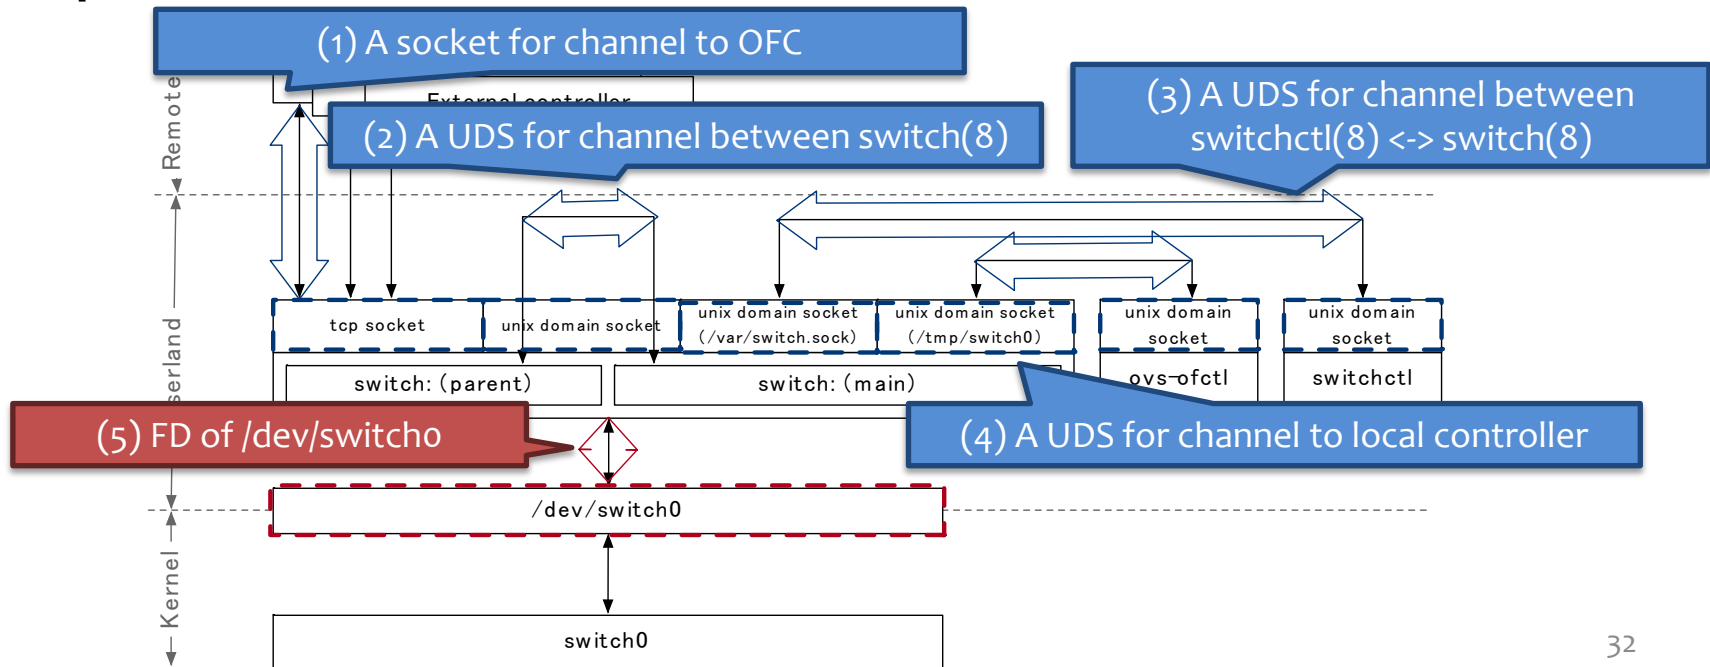 (1) A socket for channel to OFC
External controller
(2) A UDS for channel between switch(8)
(3) A UDS for channel between
switchctl(8) <-> switch(8)
Remote
tcp socket
unix domain socket
unix domain socket
(/var/switch.sock)
unix domain socket
(/tmp/switch0)
unix domain
socket
unix domain
socket
switch: (parent)
switch: (main)
ovs-ofctl
switchctl
serland
(5) FD of /dev/switch0
(4) A UDS for channel to local controller
/dev/switch0
Kernel
switch0
32